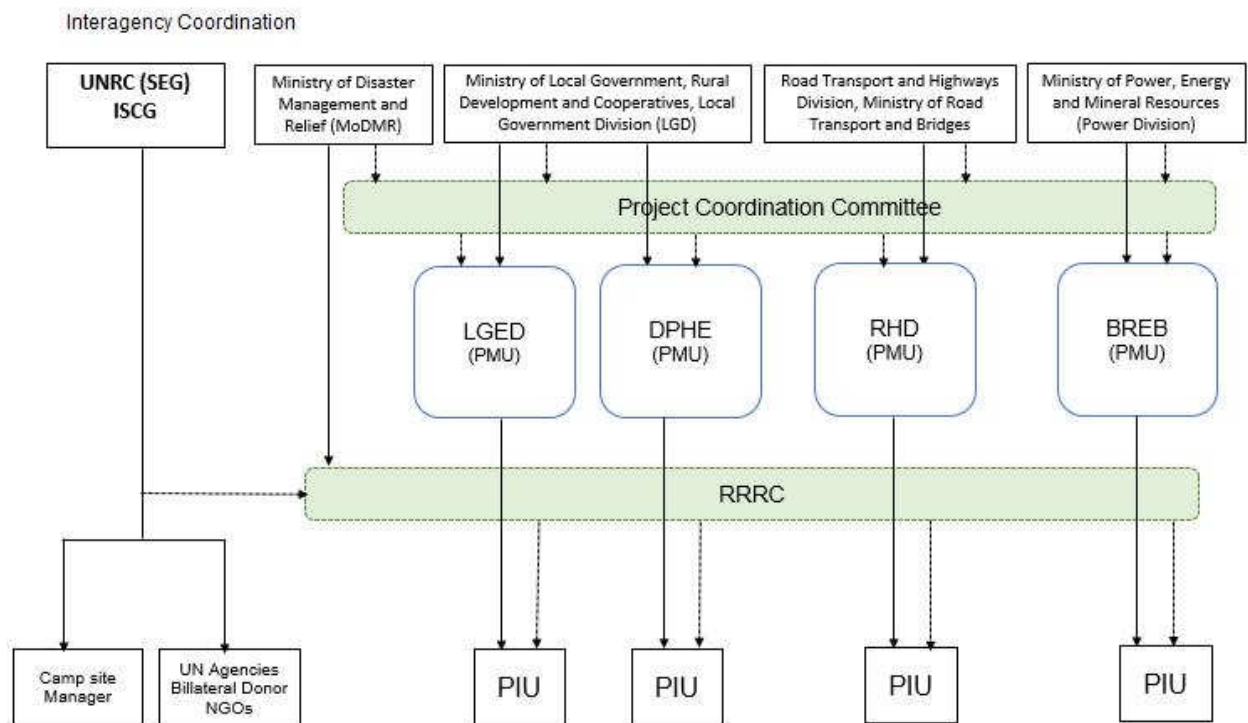 Interagency Coordination
UNRC (SEG)
ISCG
Ministry of Disaster
Management and
Relief (MoDMR)
Ministry of Local Government, Rural
Development and Cooperatives, Local
Government Division (LGD)
Road Transport and Highways
Division, Ministry of Road
Transport and Bridges
Ministry of Power, Energy
and Mineral Resources
(Power Division)
Project Coordination Committee
LGED
(PMU)
DPHE
(PMU)
RHD
(PMU)
BREB
(PMU)
RRRC
Camp site
Manager
UN Agencies
Billateral Donor
NGOs
PIU
PIU
PIU
PIU